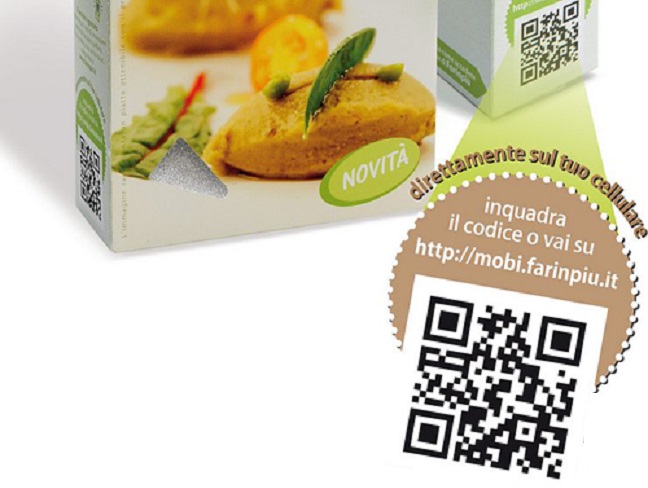 NOVITÀ
direttamente sul tuo cellulare
inquadra
il codice o vai su
http://mobi.farinpiu.it